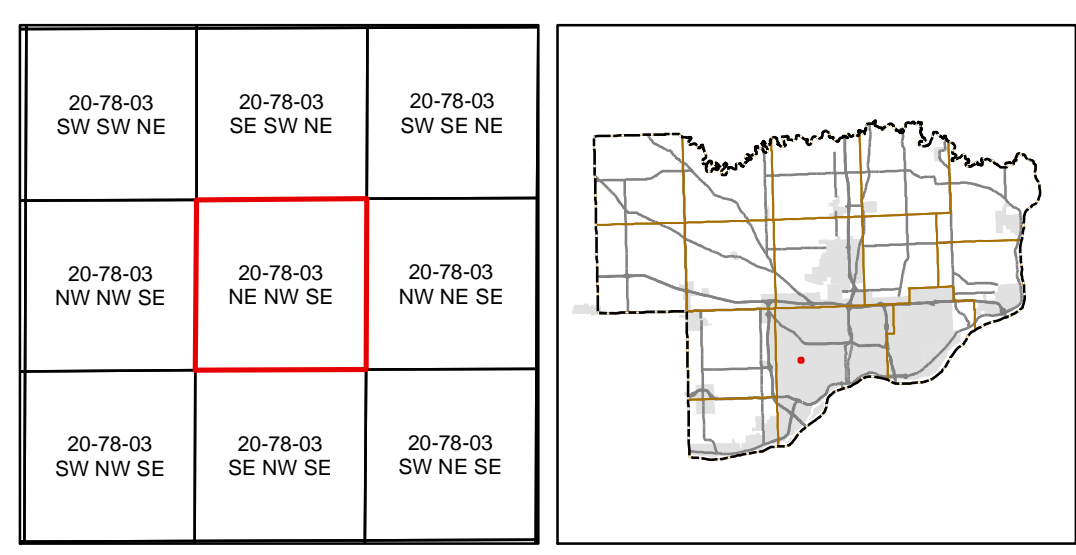 20-78-03
SW SW NE
20-78-03
SE SW NE
20-78-03
SW SE NE
20-78-03
NW NW SE
20-78-03
NE NW SE
20-78-03
NW NE SE
20-78-03
SW NW SE
20-78-03
SE NW SE
20-78-03
SW NE SE